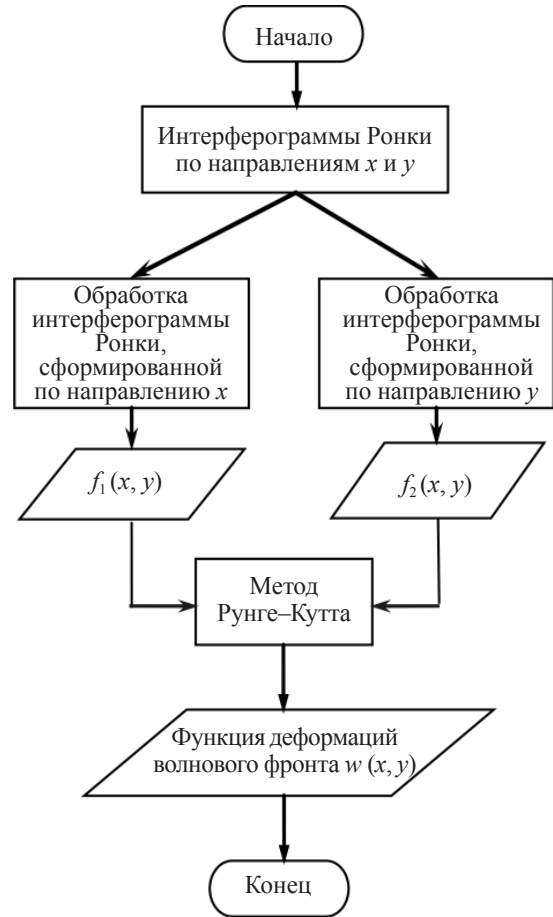 Начало
Интерферограммы Ронки
по направлениям x и y
Обработка
интерферограммы
Ронки,
сформированной
по направлению x
Обработка
интерферограммы
Ронки,
сформированной
по направлению y
f₁(x, y)
f₂(x, y)
Метод
Рунге–Кутта
Функция деформаций
волнового фронта w (x, y)
Конец